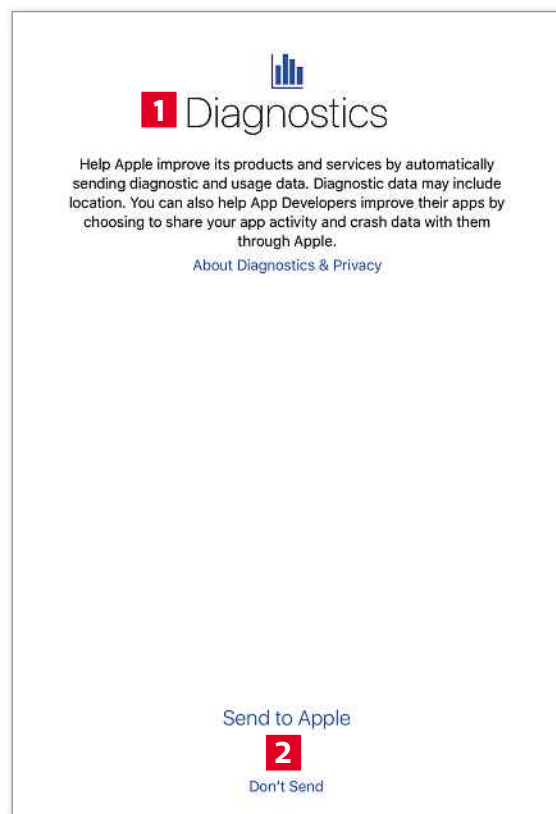 1 Diagnostics
Help Apple improve its products and services by automatically
sending diagnostic and usage data. Diagnostic data may include
location. You can also help App Developers improve their apps by
choosing to share your app activity and crash data with them
through Apple.
About Diagnostics & Privacy
Send to Apple
2
Don't Send